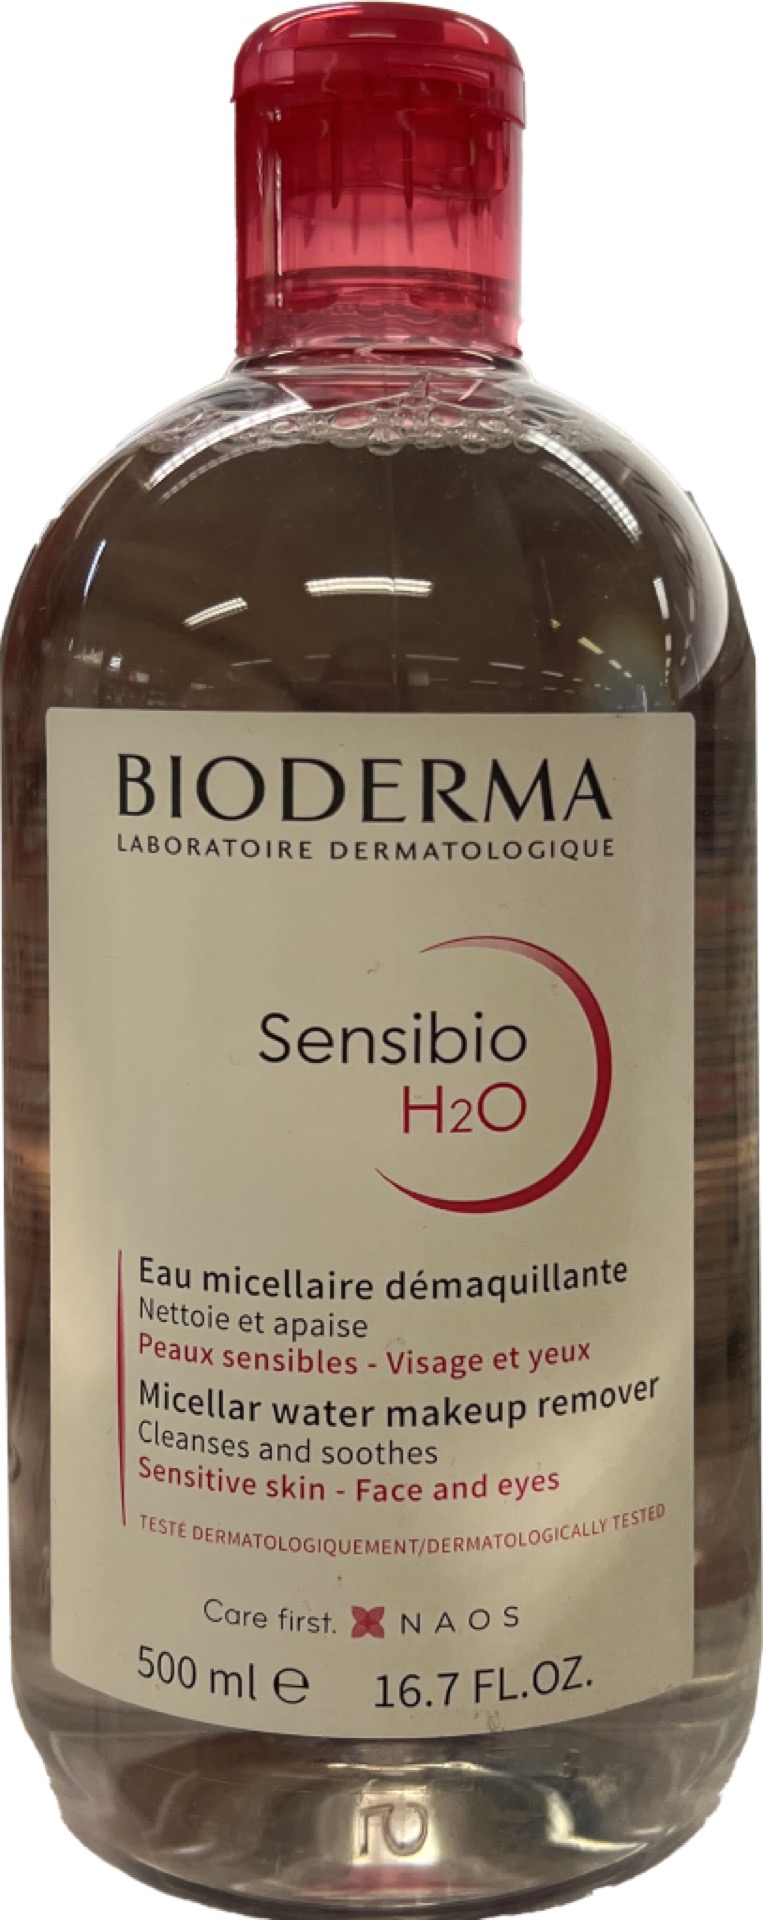 BIODERMA
LABORATOIRE DERMATOLOGIQUE
Sensibio
H2O
Eau micellaire démaquillante
Nettoie et apaise
Peaux sensibles - Visage et yeux
Micellar water makeup remover
Cleanses and soothes
Sensitive skin - Face and eyes
TESTÉ DERMATOLOGIQUEMENT/DERMATOLOGICALLY TESTED
Care first. NAOS
500 ml ℮ 16.7 FL.OZ.